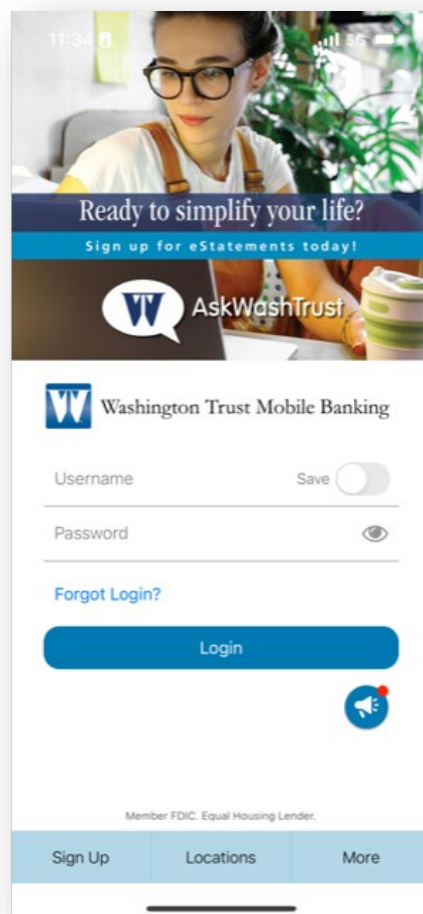 11:34
5G
Ready to simplify your life?
Sign up for eStatements today!
W AskWashTrust
W Washington Trust Mobile Banking
Username Save
Password
Forgot Login?
Login
Member FDIC. Equal Housing Lender.
Sign Up Locations More